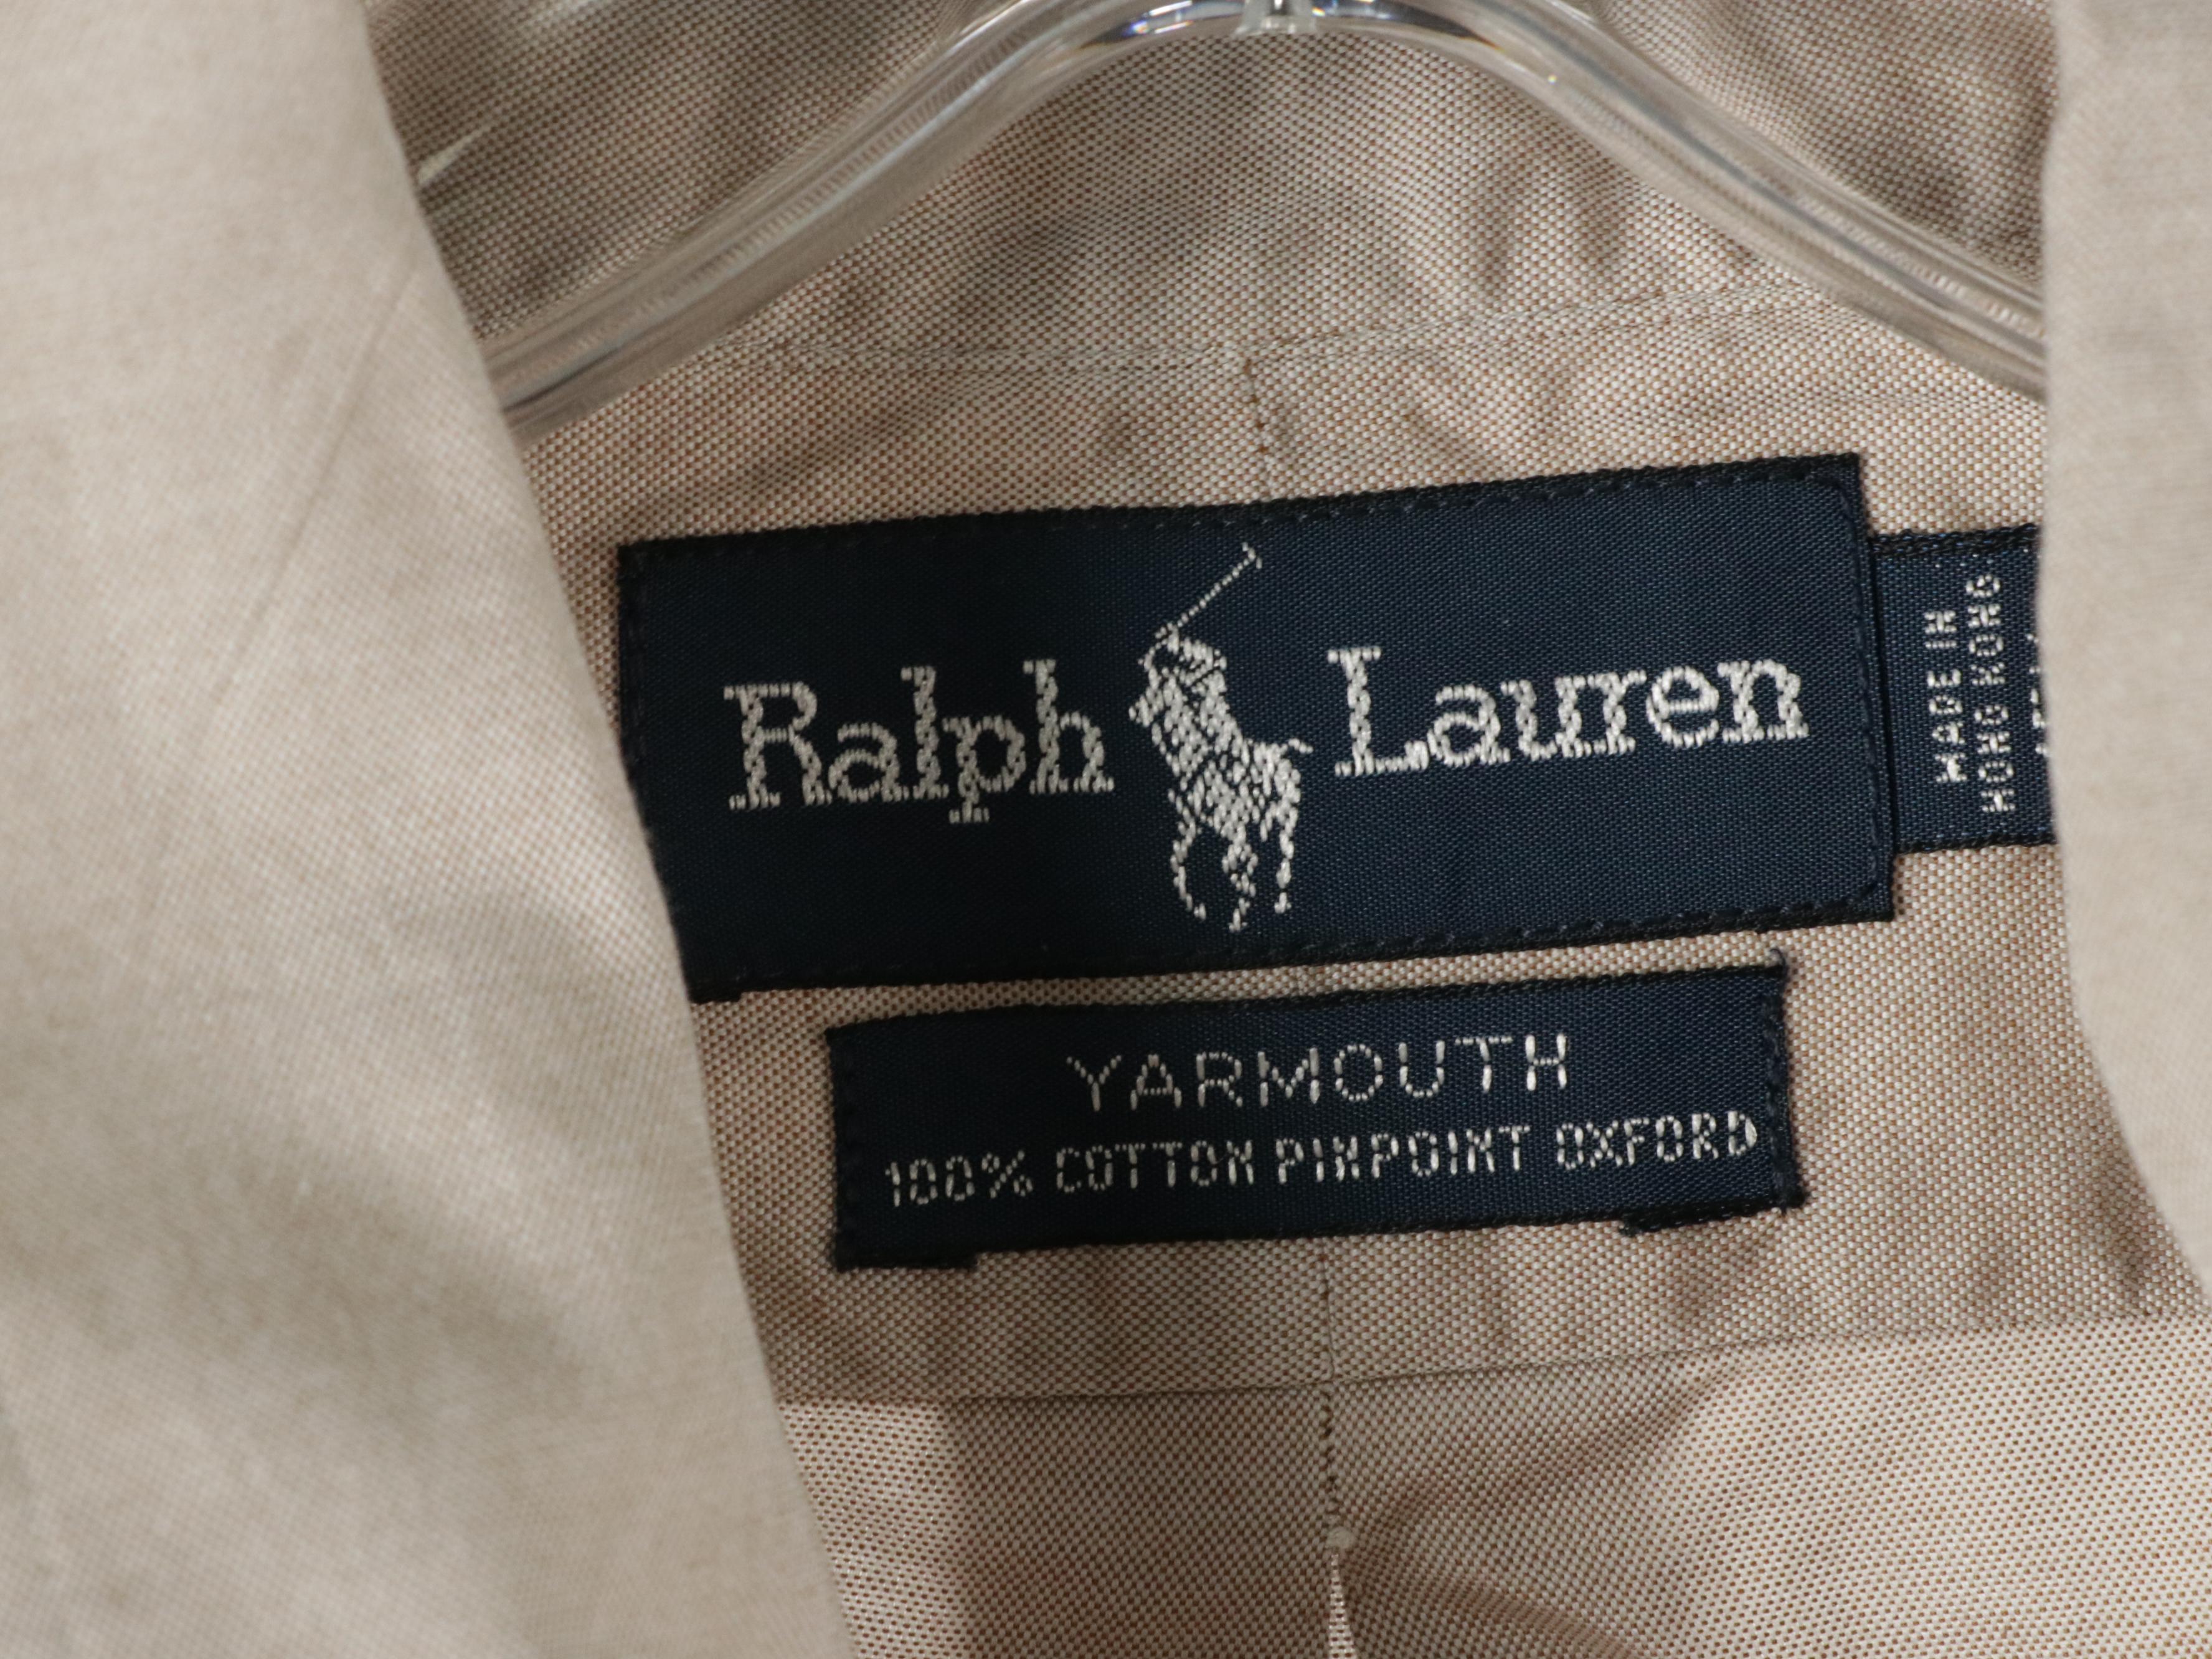 Ralph Lauren
MADE IN
HONG KONG
YARMOUTH
100% COTTON PINPOINT OXFORD